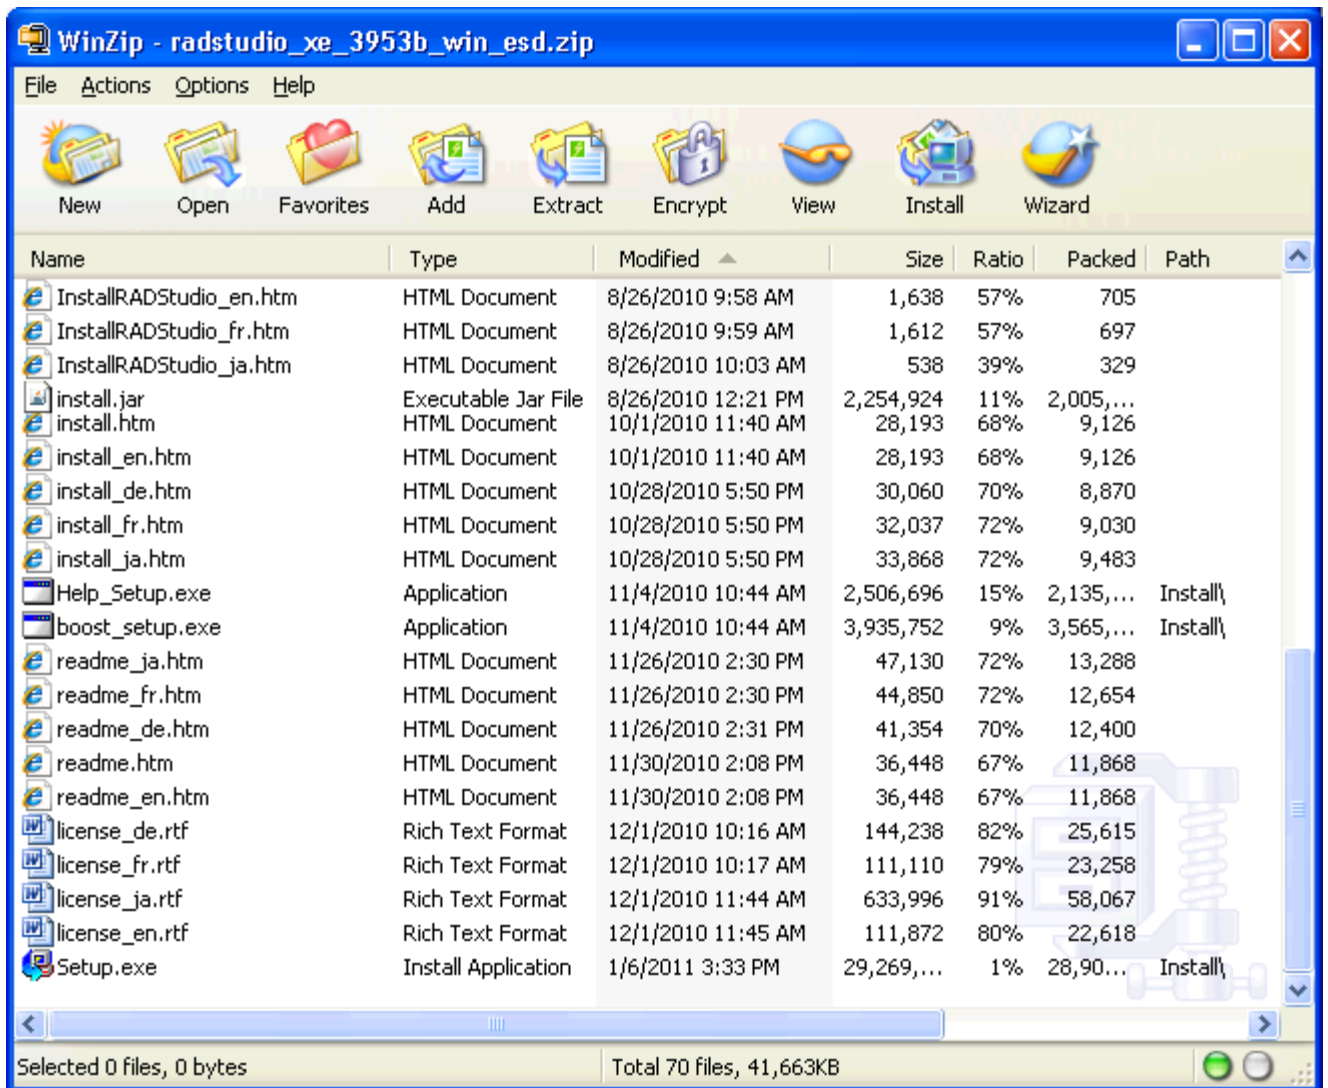 WinZip - radstudio_xe_3953b_win_esd.zip
File Actions Options Help
New Open Favorites Add Extract Encrypt View Install Wizard
Name Type Modified Size Ratio Packed Path
InstallRADStudio_en.htm HTML Document 8/26/2010 9:58 AM 1,638 57% 705
InstallRADStudio_fr.htm HTML Document 8/26/2010 9:59 AM 1,612 57% 697
InstallRADStudio_ja.htm HTML Document 8/26/2010 10:03 AM 538 39% 329
install.jar Executable Jar File 8/26/2010 12:21 PM 2,254,924 11% 2,005,...
install.htm HTML Document 10/1/2010 11:40 AM 28,193 68% 9,126
install_en.htm HTML Document 10/1/2010 11:40 AM 28,193 68% 9,126
install_de.htm HTML Document 10/28/2010 5:50 PM 30,060 70% 8,870
install_fr.htm HTML Document 10/28/2010 5:50 PM 32,037 72% 9,030
install_ja.htm HTML Document 10/28/2010 5:50 PM 33,868 72% 9,483
Help_Setup.exe Application 11/4/2010 10:44 AM 2,506,696 15% 2,135,... Install\
boost_setup.exe Application 11/4/2010 10:44 AM 3,935,752 9% 3,565,... Install\
readme_ja.htm HTML Document 11/26/2010 2:30 PM 47,130 72% 13,288
readme_fr.htm HTML Document 11/26/2010 2:30 PM 44,850 72% 12,654
readme_de.htm HTML Document 11/26/2010 2:31 PM 41,354 70% 12,400
readme.htm HTML Document 11/30/2010 2:08 PM 36,448 67% 11,868
readme_en.htm HTML Document 11/30/2010 2:08 PM 36,448 67% 11,868
license_de.rtf Rich Text Format 12/1/2010 10:16 AM 144,238 82% 25,615
license_fr.rtf Rich Text Format 12/1/2010 10:17 AM 111,110 79% 23,258
license_ja.rtf Rich Text Format 12/1/2010 11:44 AM 633,996 91% 58,067
license_en.rtf Rich Text Format 12/1/2010 11:45 AM 111,872 80% 22,618
Setup.exe Install Application 1/6/2011 3:33 PM 29,269,... 1% 28,90... Install\
Selected 0 files, 0 bytes Total 70 files, 41,663KB